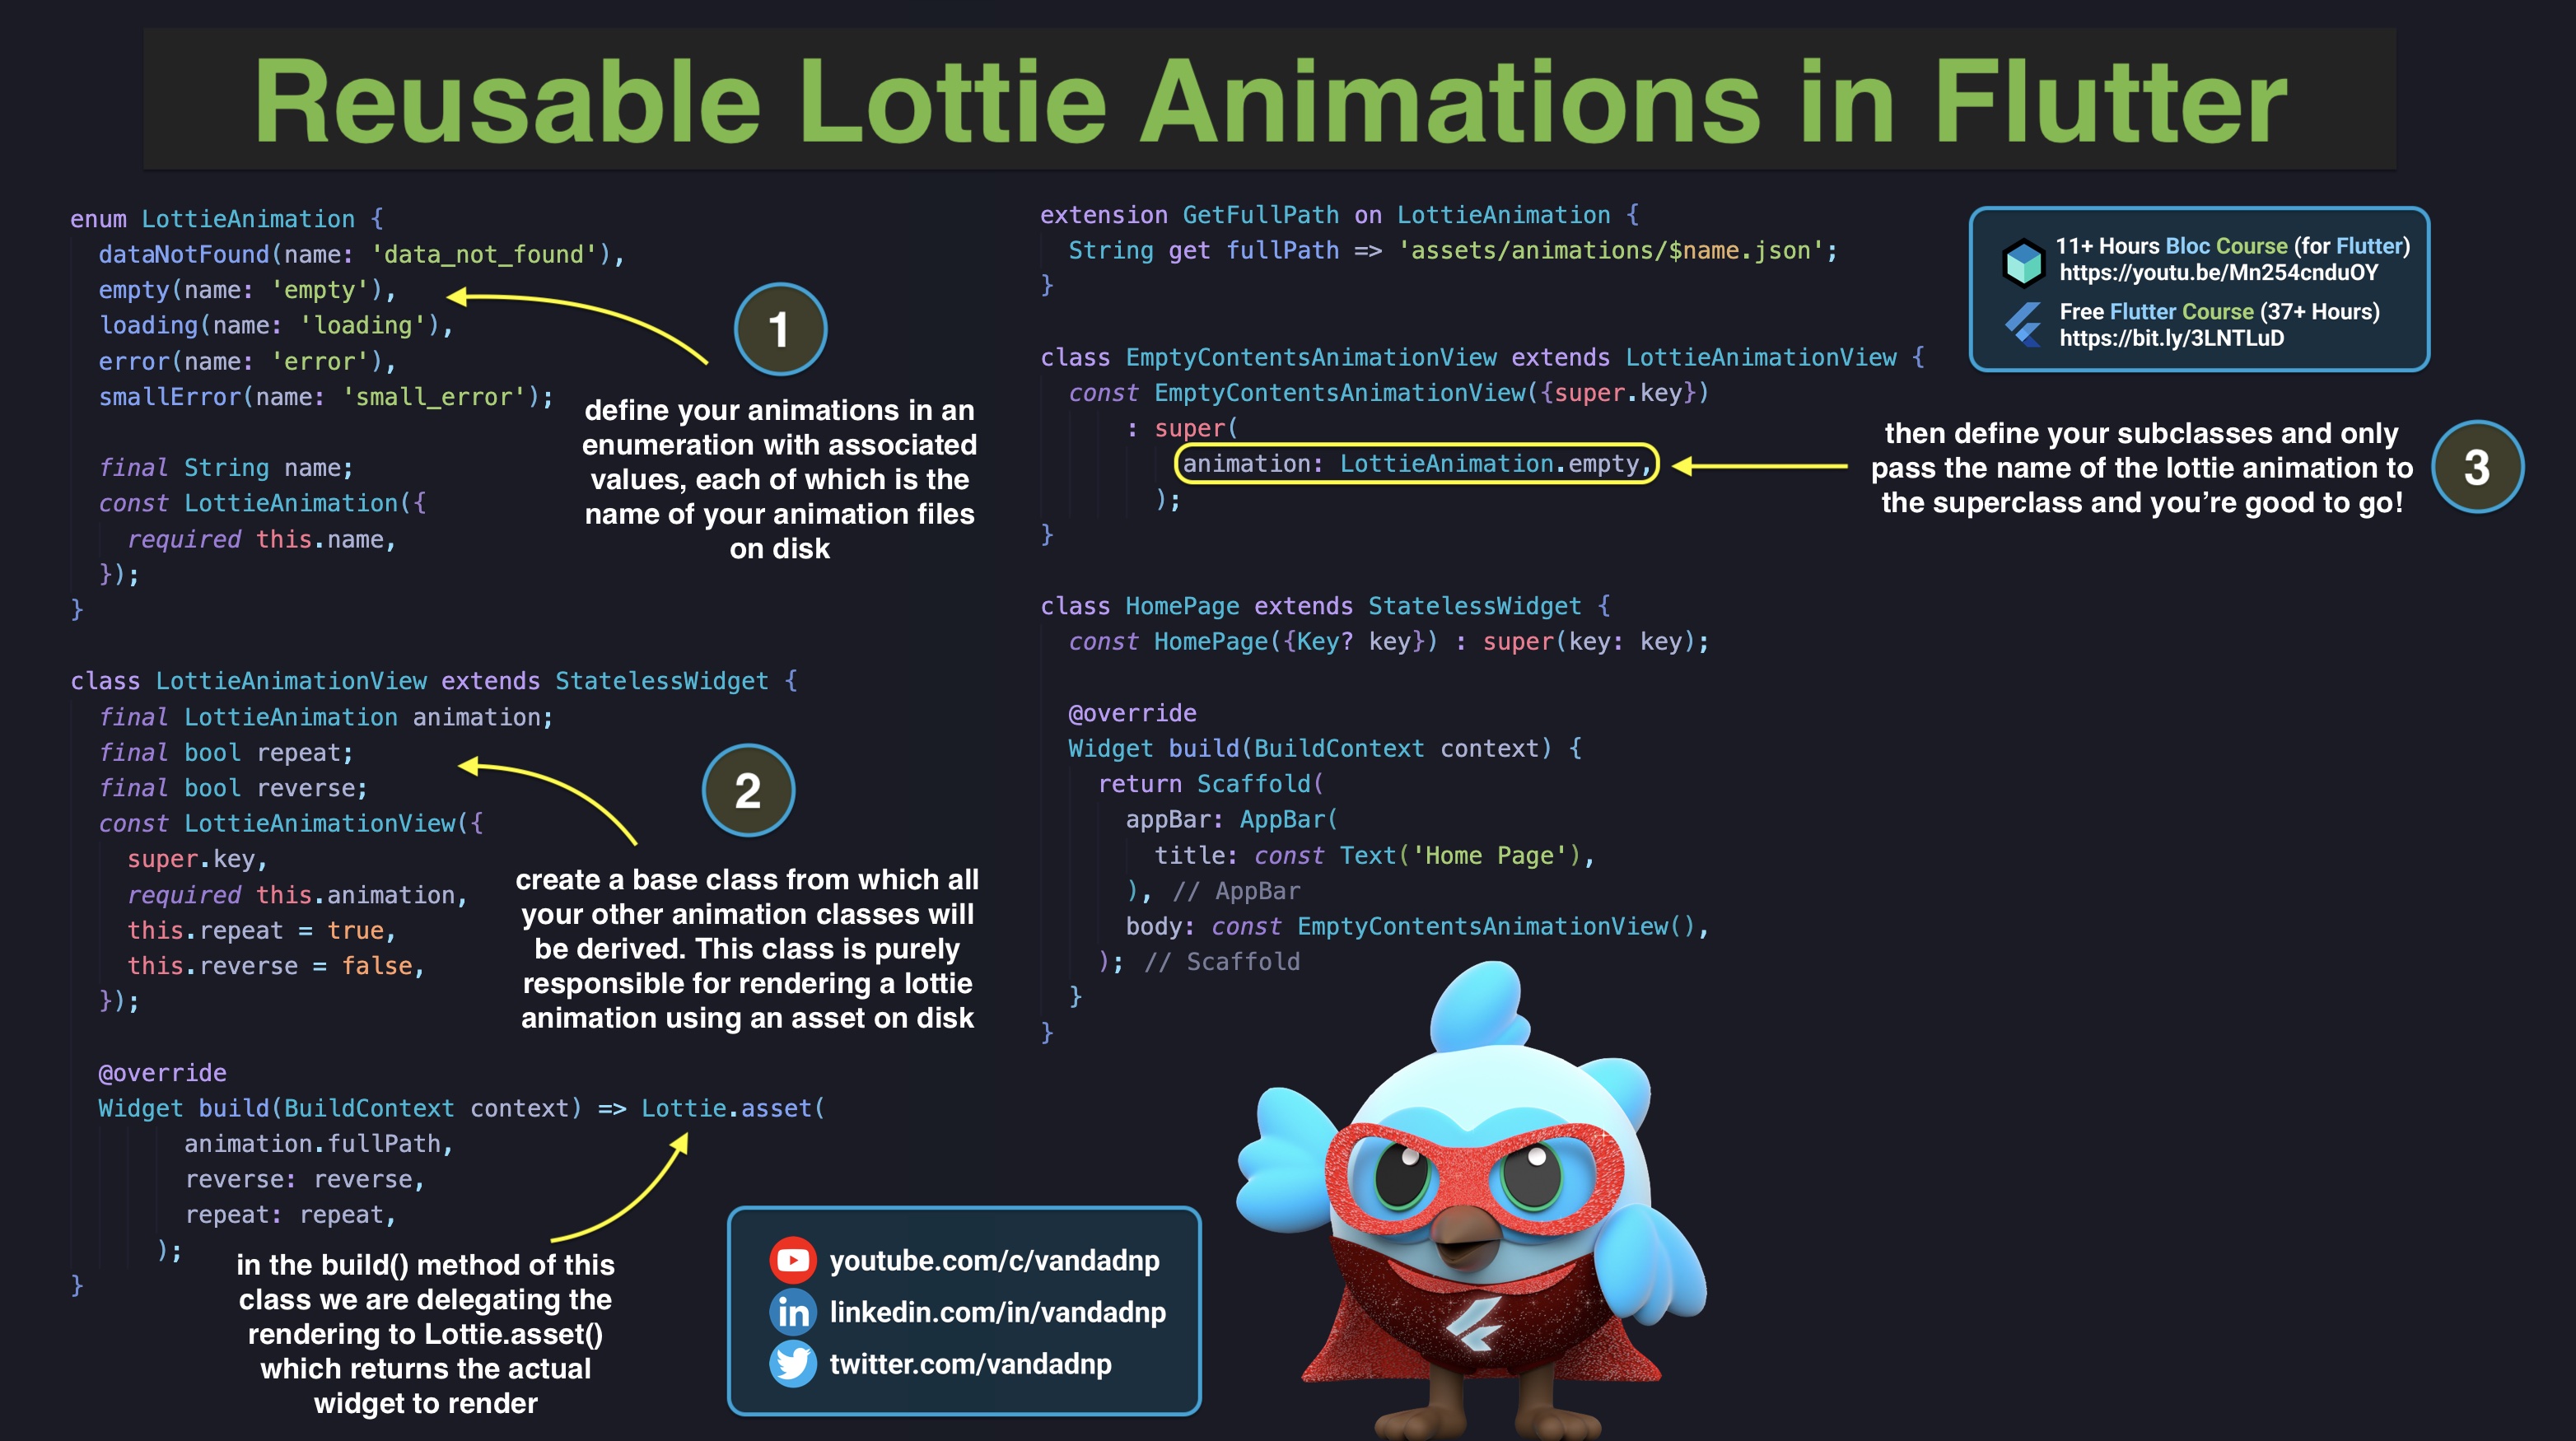 Reusable Lottie Animations in Flutter
enum LottieAnimation {
  dataNotFound(name: 'data_not_found'),
  empty(name: 'empty'),
  loading(name: 'loading'),
  error(name: 'error'),
  smallError(name: 'small_error');
  final String name;
  const LottieAnimation({
    required this.name,
  });
}
1
define your animations in an
enumeration with associated
values, each of which is the
name of your animation files
on disk
class LottieAnimationView extends StatelessWidget {
  final LottieAnimation animation;
  final bool repeat;
  final bool reverse;
  const LottieAnimationView({
    super.key,
    required this.animation,
    this.repeat = true,
    this.reverse = false,
  });
  @override
  Widget build(BuildContext context) => Lottie.asset(
        animation.fullPath,
        reverse: reverse,
        repeat: repeat,
      );
}
2
create a base class from which all
your other animation classes will
be derived. This class is purely
responsible for rendering a lottie
animation using an asset on disk
in the build() method of this
class we are delegating the
rendering to Lottie.asset()
which returns the actual
widget to render
extension GetFullPath on LottieAnimation {
  String get fullPath => 'assets/animations/$name.json';
}
class EmptyContentsAnimationView extends LottieAnimationView {
  const EmptyContentsAnimationView({super.key})
      : super(
          animation: LottieAnimation.empty,
        );
}
then define your subclasses and only
pass the name of the lottie animation to
the superclass and you’re good to go!
3
class HomePage extends StatelessWidget {
  const HomePage({Key? key}) : super(key: key);
  @override
  Widget build(BuildContext context) {
    return Scaffold(
      appBar: AppBar(
        title: const Text('Home Page'),
      ), // AppBar
      body: const EmptyContentsAnimationView(),
    ); // Scaffold
  }
}
11+ Hours Bloc Course (for Flutter)
https://youtu.be/Mn254cnduOY
Free Flutter Course (37+ Hours)
https://bit.ly/3LNTLuD
youtube.com/c/vandadnp
in linkedin.com/in/vandadnp
twitter.com/vandadnp